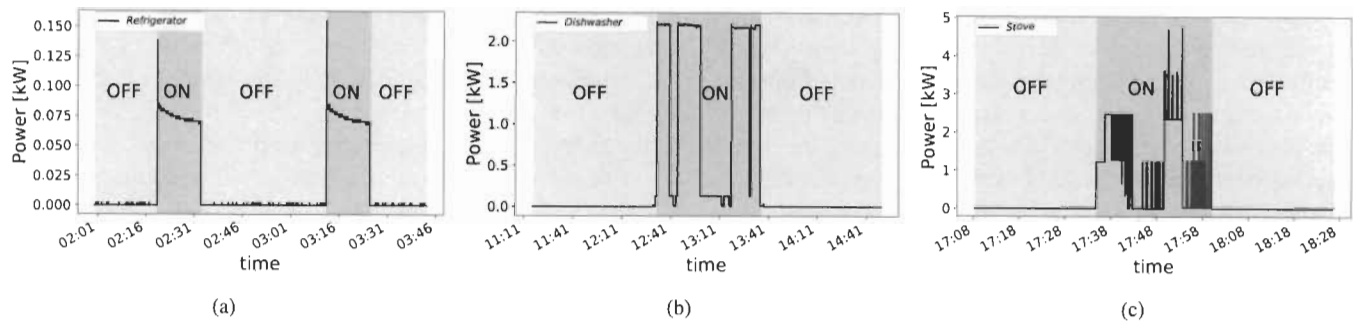 Refrigerator
0.150
0.125
0.100
0.075
0.050
0.025
0.000
Power [kW]
OFF ON OFF ON OFF
02:01 02:16 02:31 02:46 03:01 03:16 03:31 03:46
time
(a)
Dishwasher
2.0
1.5
1.0
0.5
0.0
Power [kW]
OFF ON OFF
11:11 11:41 12:11 12:41 13:11 13:41 14:11 14:41
time
(b)
Stove
5
4
3
2
1
0
Power [kW]
OFF ON OFF
17:08 17:18 17:28 17:38 17:48 17:58 18:08 18:18 18:28
time
(c)